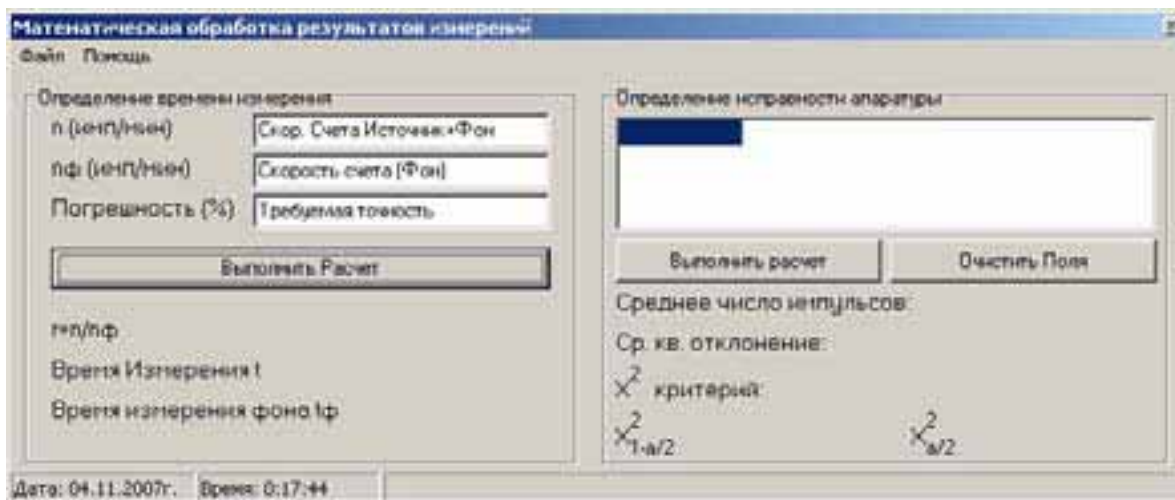 Математическая обработка результатов измерений
Файл Помощь
Определение времени измерения
n (имп/мин)
Скор. Счета Источник+Фон
nф (имп/мин)
Скорость счета (Фон)
Погрешность (%)
Требуемая точность
Выполнить Расчет
r=n/nф
Время Измерения t
Время измерения фона tф
Определение исправности апаратуры
Выполнить расчет
Очистить Поля
Среднее число импульсов:
Ср. кв. отклонение:
X² критерий:
X²1-a/2
X²a/2
Дата: 04.11.2007г. Время: 0:17:44